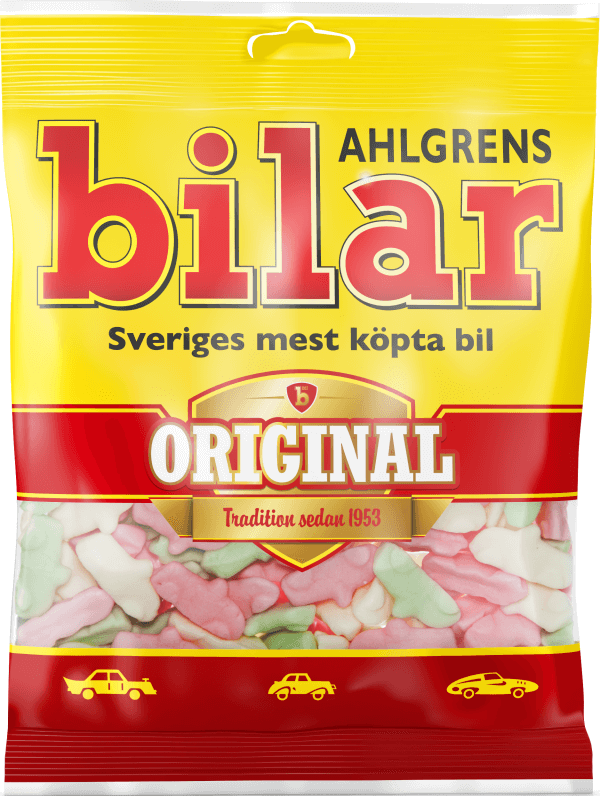 AHLGRENS
bilar
Sveriges mest köpta bil
b
ORIGINAL
Tradition sedan 1953